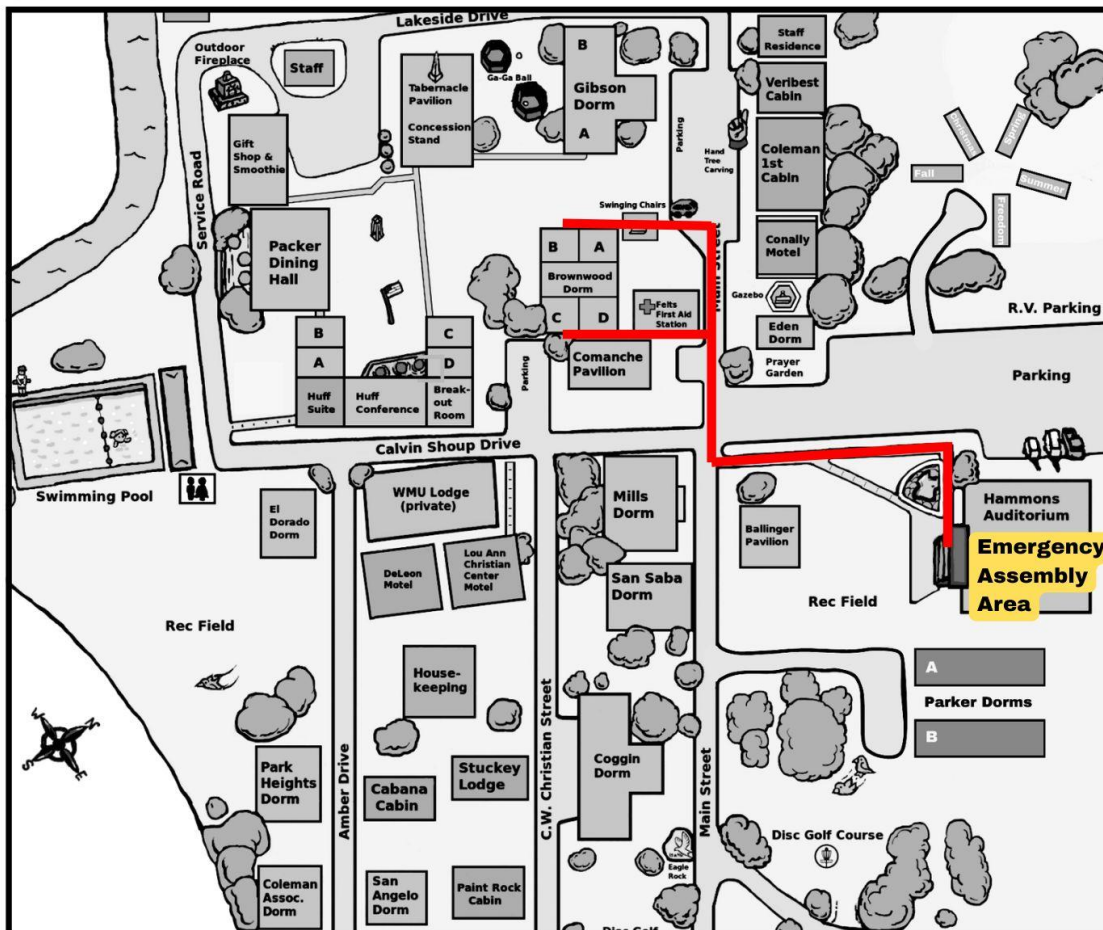 Lakeside Drive
Outdoor
Fireplace
Staff
Tabernacle
Pavilion
Concession
Stand
Ga-Ga Ball
B
Gibson
Dorm
A
Parking
Staff
Residence
Veribest
Cabin
Hand
Tree
Carving
Coleman
1st
Cabin
Perennial
Spring
Fall
Summer
Freedom
Gift
Shop &
Smoothie
Service Road
Packer
Dining
Hall
Swinging Chairs
B
A
Brownwood
Dorm
C
D
Felts
First Aid
Station
Main Street
Conally
Motel
Gazebo
Eden
Dorm
Prayer
Garden
R.V. Parking
Parking
B
A
C
D
Huff
Suite
Huff
Conference
Break-
out
Room
Parking
Comanche
Pavilion
Calvin Shoup Drive
Swimming Pool
El
Dorado
Dorm
WMU Lodge
(private)
DeLeon
Motel
Lou Ann
Christian
Center
Motel
Mills
Dorm
San Saba
Dorm
Ballinger
Pavilion
Hammons
Auditorium
Emergency
Assembly
Area
Rec Field
Rec Field
House-
keeping
A
Parker Dorms
B
W
N
S
E
Park
Heights
Dorm
Amber Drive
Cabana
Cabin
Stuckey
Lodge
C.W. Christian Street
Coggin
Dorm
Main Street
Eagle
Rock
Disc Golf Course
Coleman
Assoc.
Dorm
San
Angelo
Dorm
Paint Rock
Cabin
Disc Golf